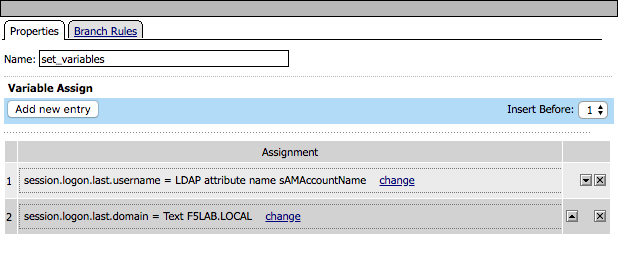 Properties Branch Rules
Name: set_variables
Variable Assign
Add new entry Insert Before: 1
Assignment
1 session.logon.last.username = LDAP attribute name sAMAccountName change
2 session.logon.last.domain = Text F5LAB.LOCAL change